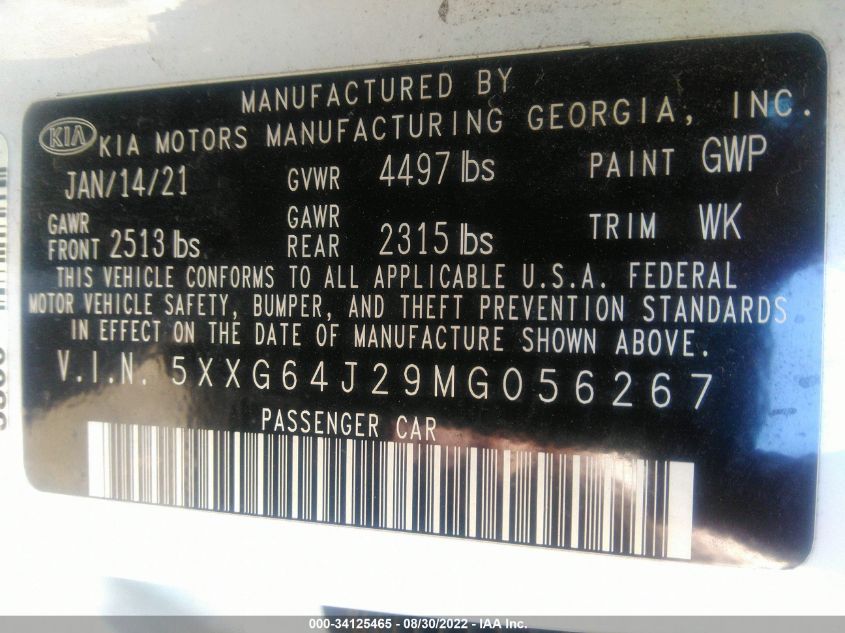 MANUFACTURED BY
KIA KIA MOTORS MANUFACTURING GEORGIA, INC.
JAN/14/21 GVWR 4497 lbs PAINT GWP
GAWR FRONT 2513 lbs GAWR REAR 2315 lbs TRIM WK
THIS VEHICLE CONFORMS TO ALL APPLICABLE U.S.A. FEDERAL
MOTOR VEHICLE SAFETY, BUMPER, AND THEFT PREVENTION STANDARDS
IN EFFECT ON THE DATE OF MANUFACTURE SHOWN ABOVE.
V.I.N. 5XXG64J29MG056267
PASSENGER CAR
000-34125465 - 08/30/2022 - IAA Inc.